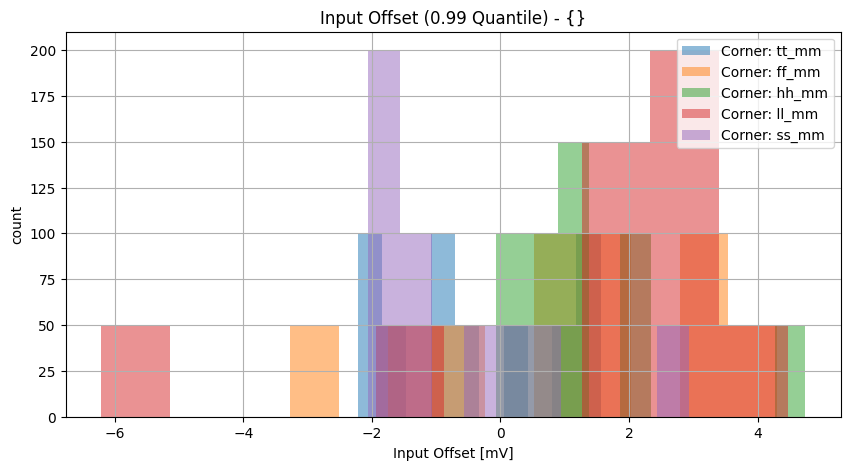 Input Offset (0.99 Quantile) - {}
Corner: tt_mm
Corner: ff_mm
Corner: hh_mm
Corner: ll_mm
Corner: ss_mm
count
200
175
150
125
100
75
50
25
0
−6
−4
−2
0
2
4
Input Offset [mV]